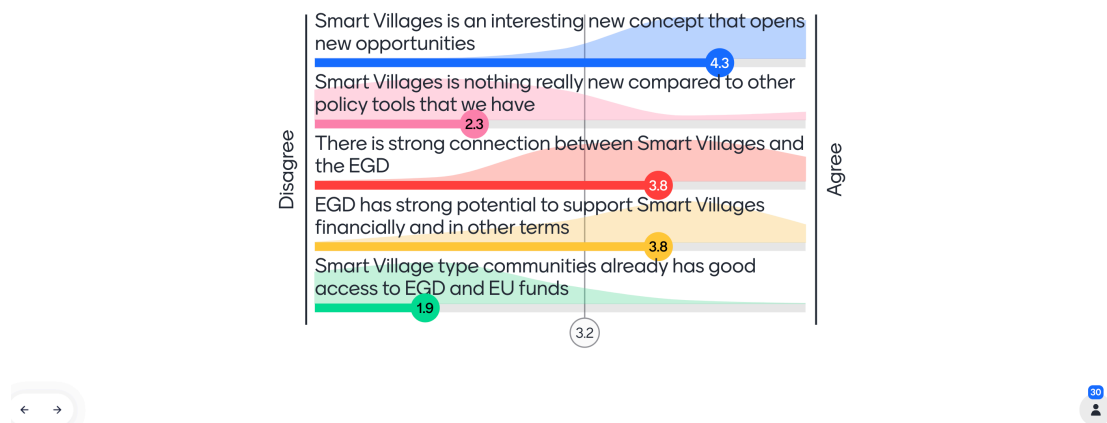 Smart Villages is an interesting new concept that opens
new opportunities
4.3
Smart Villages is nothing really new compared to other
policy tools that we have
2.3
There is strong connection between Smart Villages and
the EGD
3.8
Disagree
Agree
EGD has strong potential to support Smart Villages
financially and in other terms
3.8
Smart Village type communities already has good
access to EGD and EU funds
1.9
3.2
30